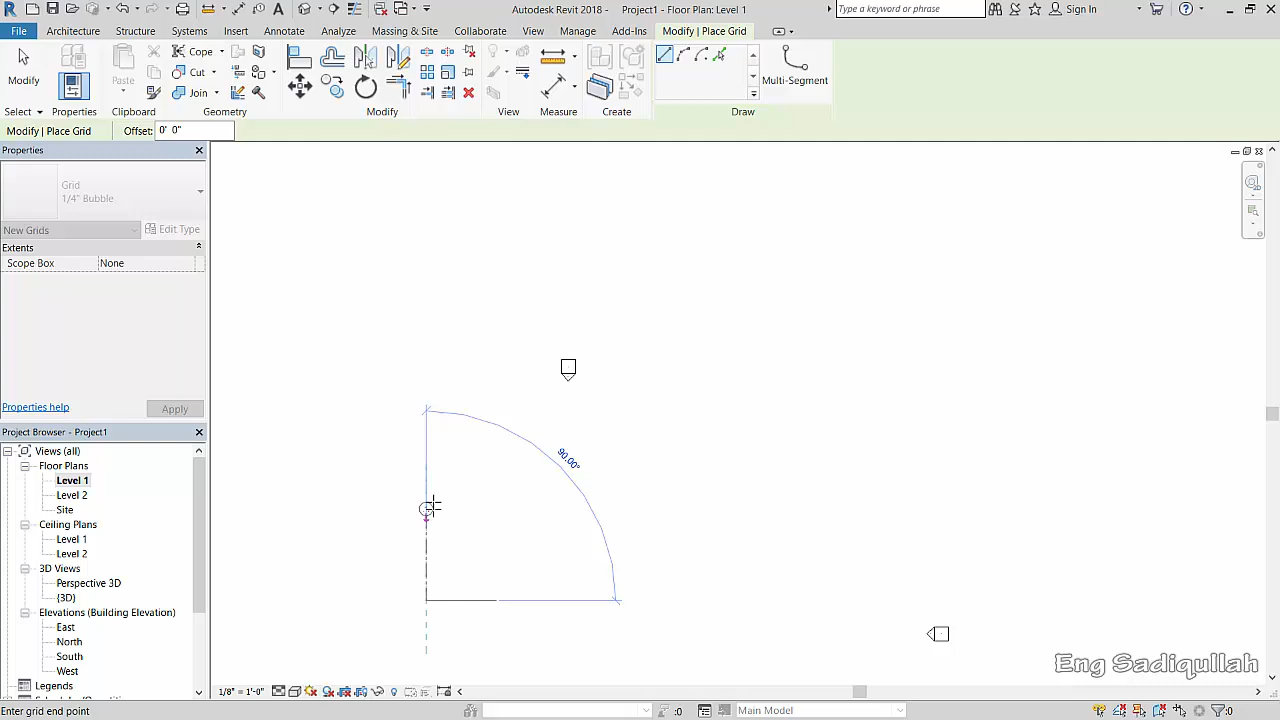 Autodesk Revit 2018 - Project1 - Floor Plan: Level 1
Type a keyword or phrase
Sign In
File Architecture Structure Systems Insert Annotate Analyze Massing & Site Collaborate View Manage Add-Ins Modify | Place Grid
Modify
Paste
Cope
Cut
Join
Multi-Segment
Select Properties Clipboard Geometry Modify View Measure Create Draw
Modify | Place Grid Offset: 0' 0"
Properties
Grid
1/4" Bubble
New Grids Edit Type
Extents
Scope Box None
Properties help Apply
Project Browser - Project1
Views (all)
Floor Plans
Level 1
Level 2
Site
Ceiling Plans
Level 1
Level 2
3D Views
Perspective 3D
{3D}
Elevations (Building Elevation)
East
North
South
West
Legends
90.00°
Eng Sadiqullah
1/8" = 1'-0"
Enter grid end point
:0
Main Model
:0